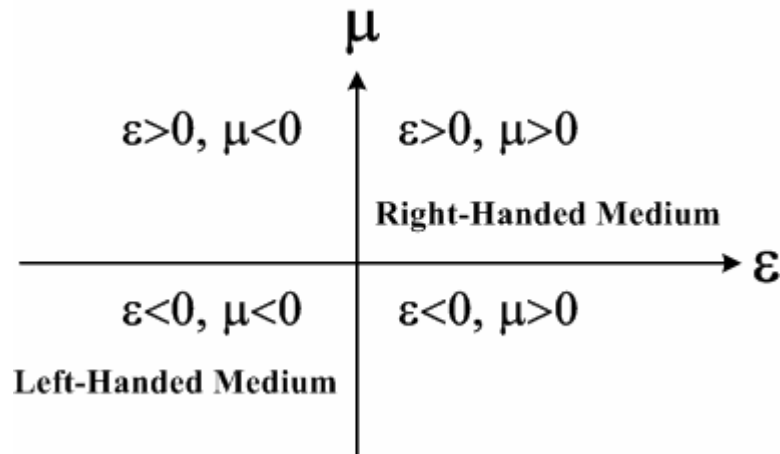 μ
ε>0, μ<0
ε>0, μ>0
Right-Handed Medium
ε
ε<0, μ<0
ε<0, μ>0
Left-Handed Medium